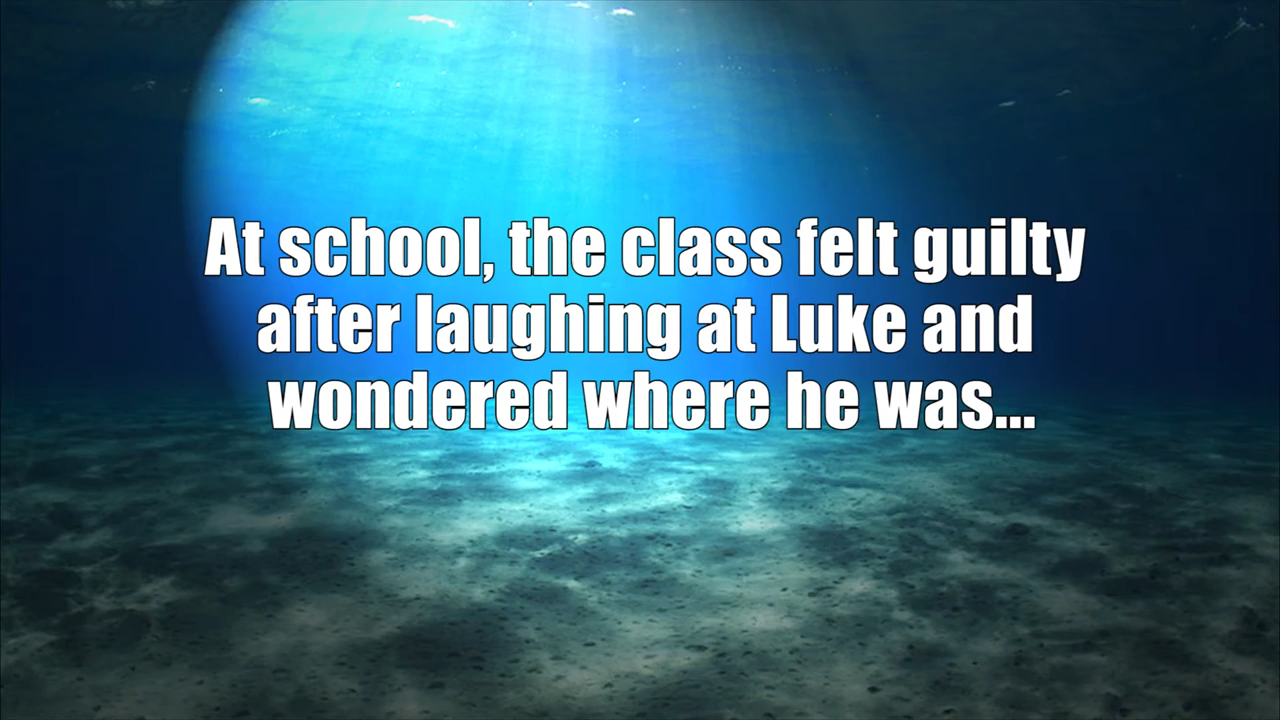 At school, the class felt guilty
after laughing at Luke and
wondered where he was...